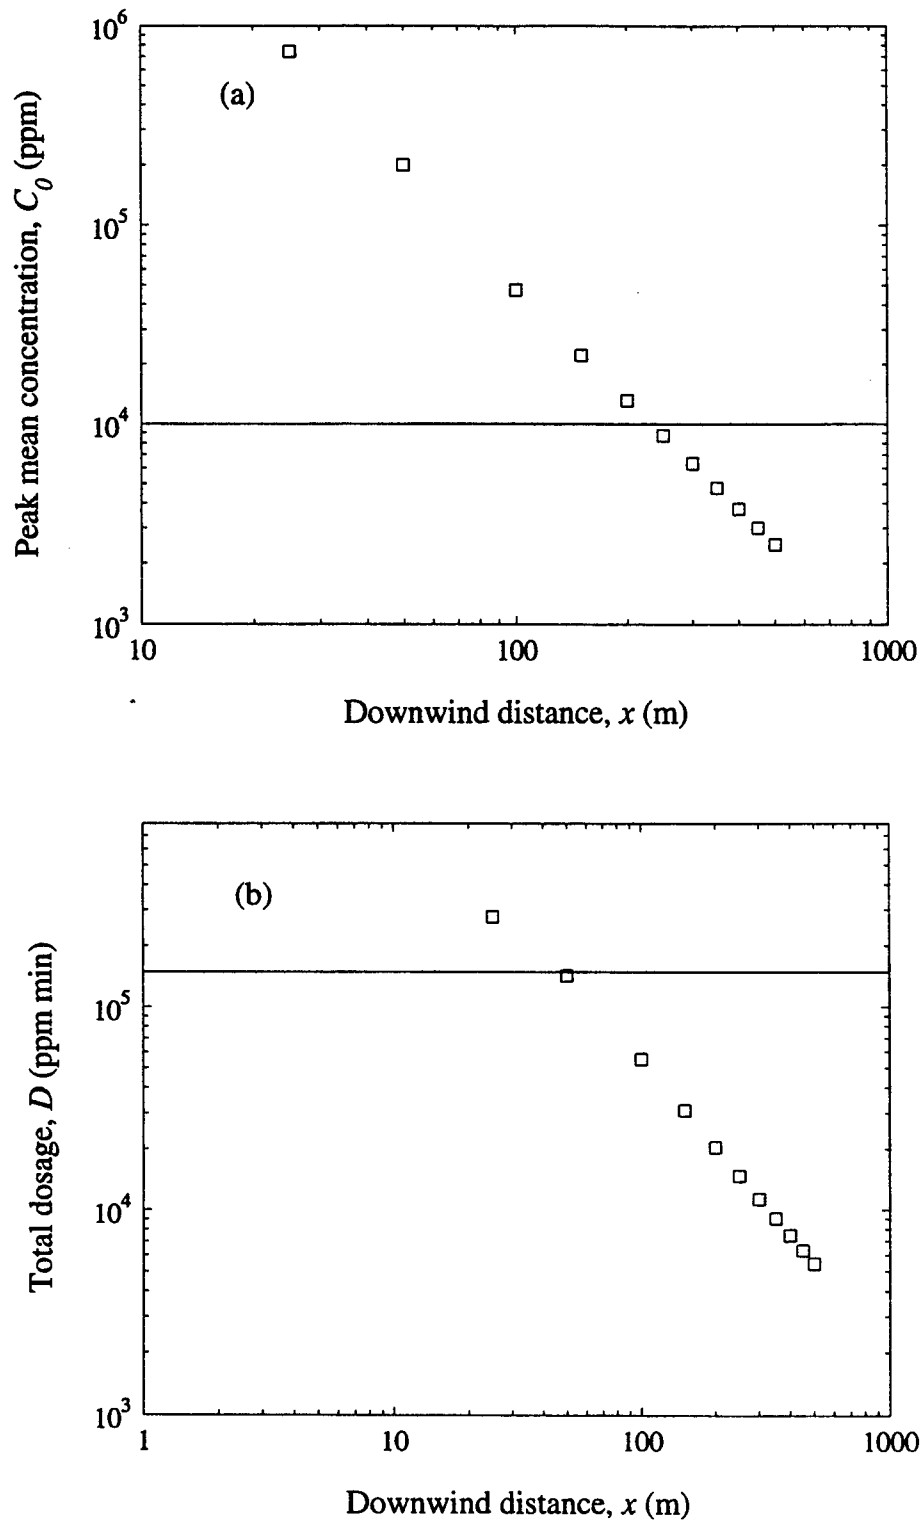 10^6
(a)
10^5
10^4
10^3
Peak mean concentration, C_0 (ppm)
10 100 1000
Downwind distance, x (m)
(b)
10^5
10^4
10^3
Total dosage, D (ppm min)
1 10 100 1000
Downwind distance, x (m)